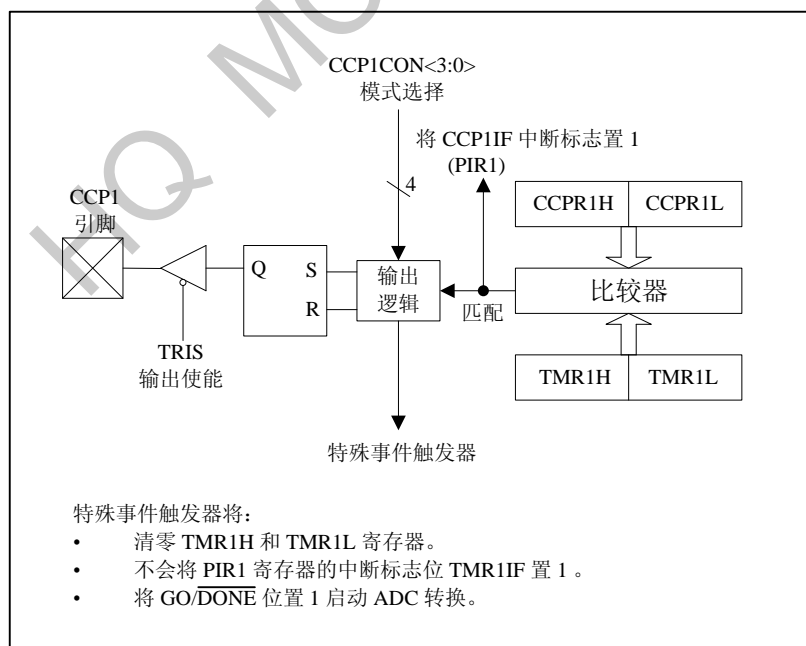 HQ MC
CCP1CON<3:0>
模式选择
将 CCP1IF 中断标志置 1
(PIR1)
4
CCP1
引脚
CCPR1H
CCPR1L
Q
S
R
输出
逻辑
匹配
比较器
TRIS
输出使能
TMR1H
TMR1L
特殊事件触发器
特殊事件触发器将:
• 清零 TMR1H 和 TMR1L 寄存器。
• 不会将 PIR1 寄存器的中断标志位 TMR1IF 置 1 。
• 将 GO/DONE 位置 1 启动 ADC 转换。